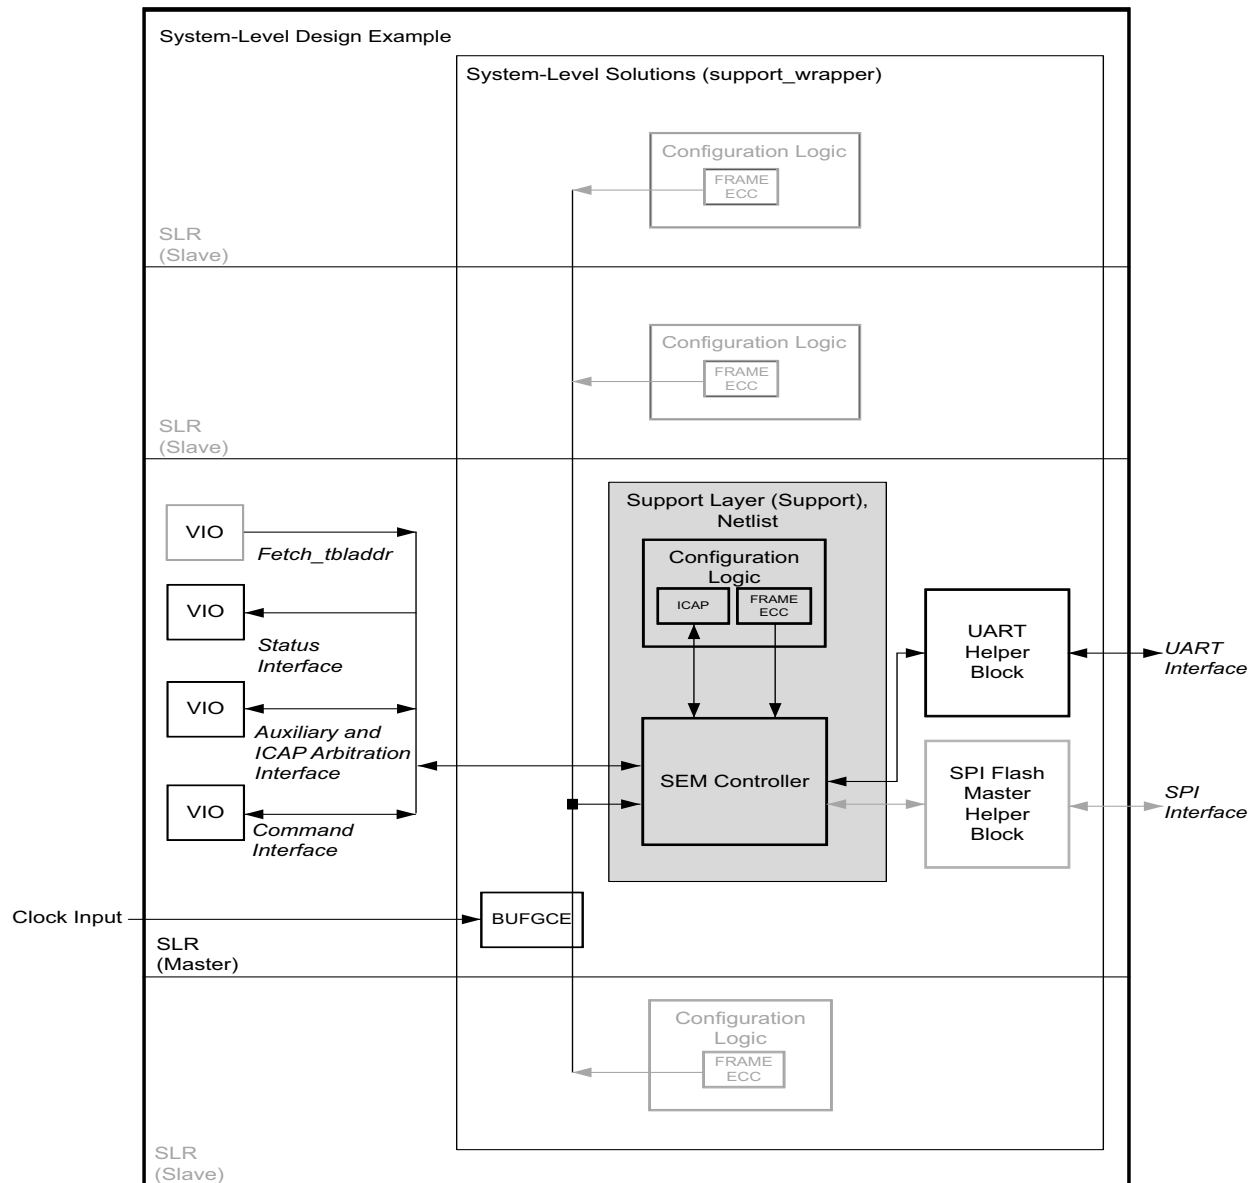 System-Level Design Example
System-Level Solutions (support_wrapper)
Configuration Logic
FRAME
ECC
SLR
(Slave)
Configuration Logic
FRAME
ECC
SLR
(Slave)
Support Layer (Support),
Netlist
VIO
Fetch_tbladdr
Configuration
Logic
ICAP
FRAME
ECC
VIO
Status
Interface
UART
Helper
Block
UART
Interface
VIO
Auxiliary and
ICAP Arbitration
Interface
SEM Controller
SPI Flash
Master
Helper
Block
SPI
Interface
VIO
Command
Interface
Clock Input
BUFGCE
SLR
(Master)
Configuration
Logic
FRAME
ECC
SLR
(Slave)